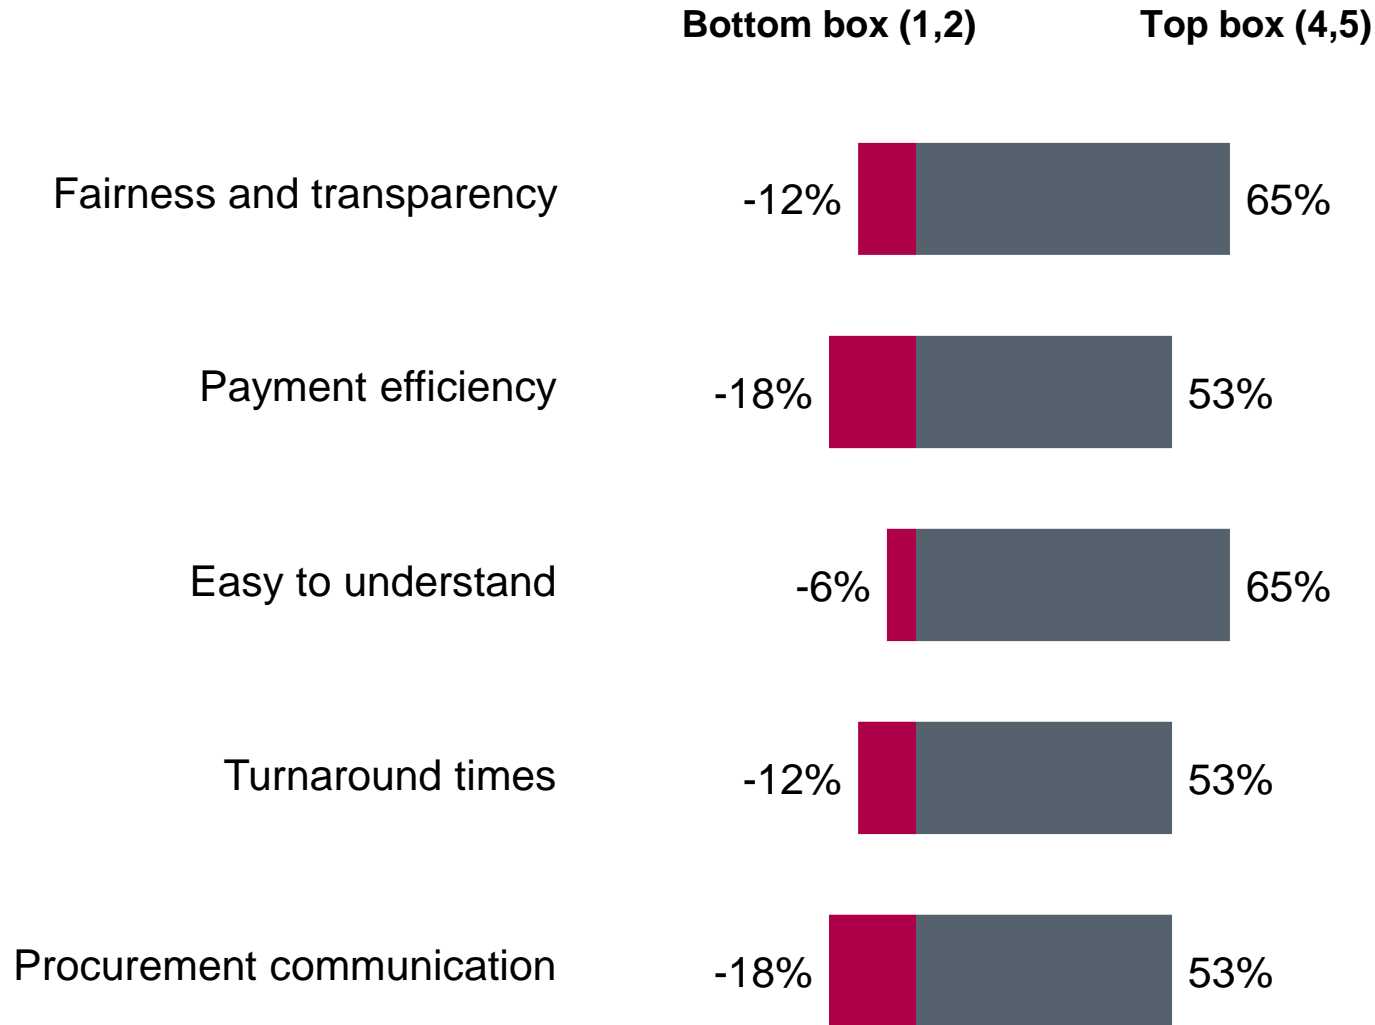 Bottom box (1,2) Top box (4,5)
Fairness and transparency -12% 65%
Payment efficiency -18% 53%
Easy to understand -6% 65%
Turnaround times -12% 53%
Procurement communication -18% 53%